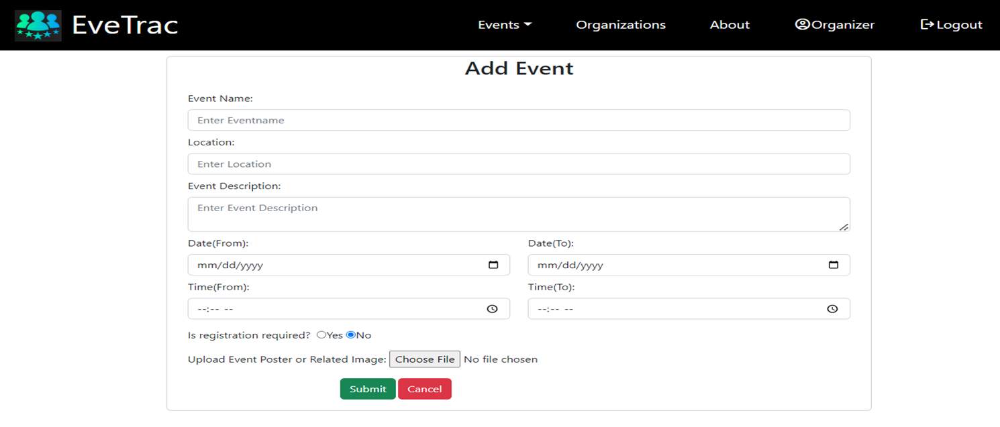 EveTrac Events Organizations About Organizer Logout
Add Event
Event Name:
Enter Eventname
Location:
Enter Location
Event Description:
Enter Event Description
Date(From): Date(To):
mm/dd/yyyy mm/dd/yyyy
Time(From): Time(To):
--:-- -- --:-- --
Is registration required? Yes No
Upload Event Poster or Related Image: Choose File No file chosen
Submit Cancel